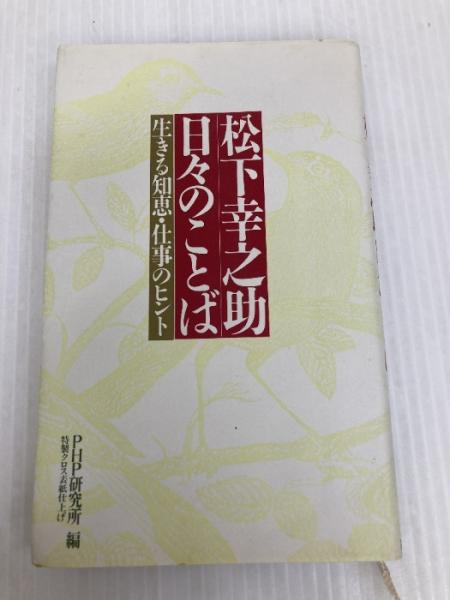 松下幸之助
日々のことば
生きる知恵・仕事のヒント
PHP研究所 編
特製クロス表紙仕上げ